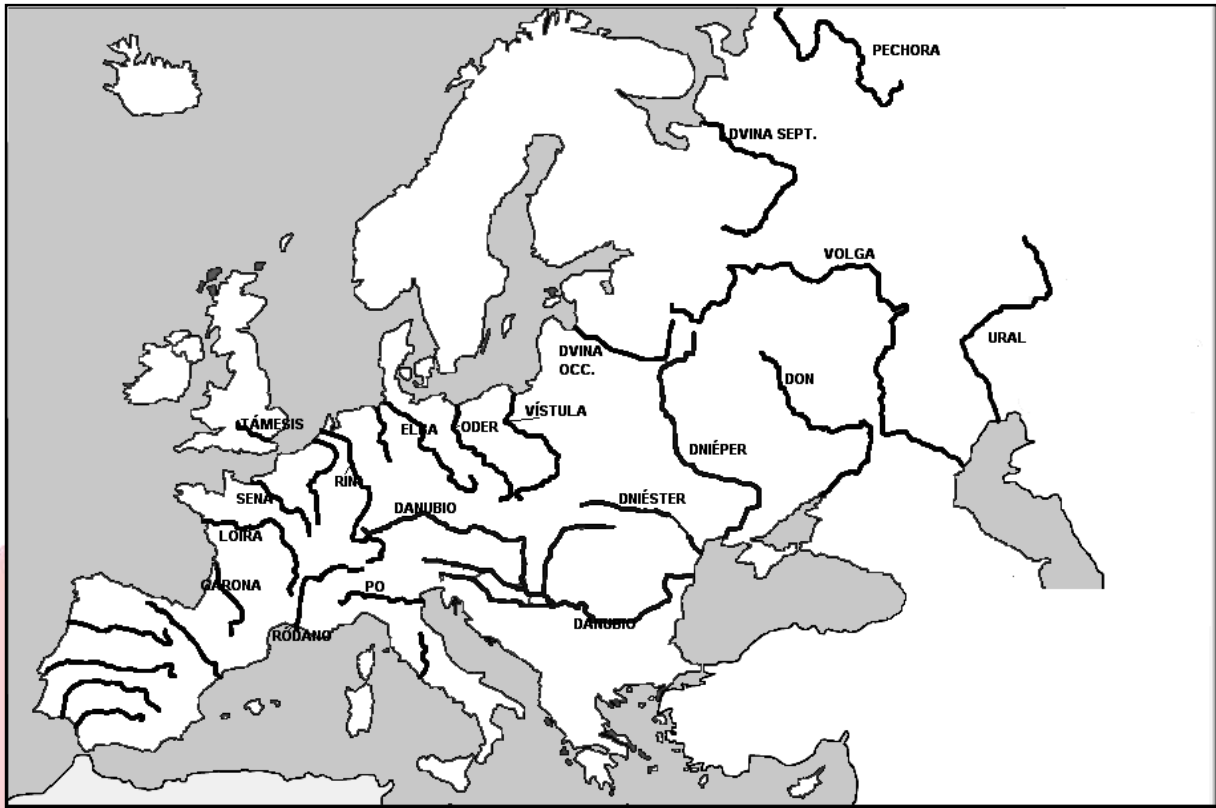 PECHORA
DVINA SEPT.
VOLGA
URAL
DVINA
OCC.
DON
VÍSTULA
TÁMESIS
ELBA
ODER
DNIÉPER
RIN
SENA
DANUBIO
DNIÉSTER
LOIRA
GARONA
PO
DANUBIO
RÓDANO